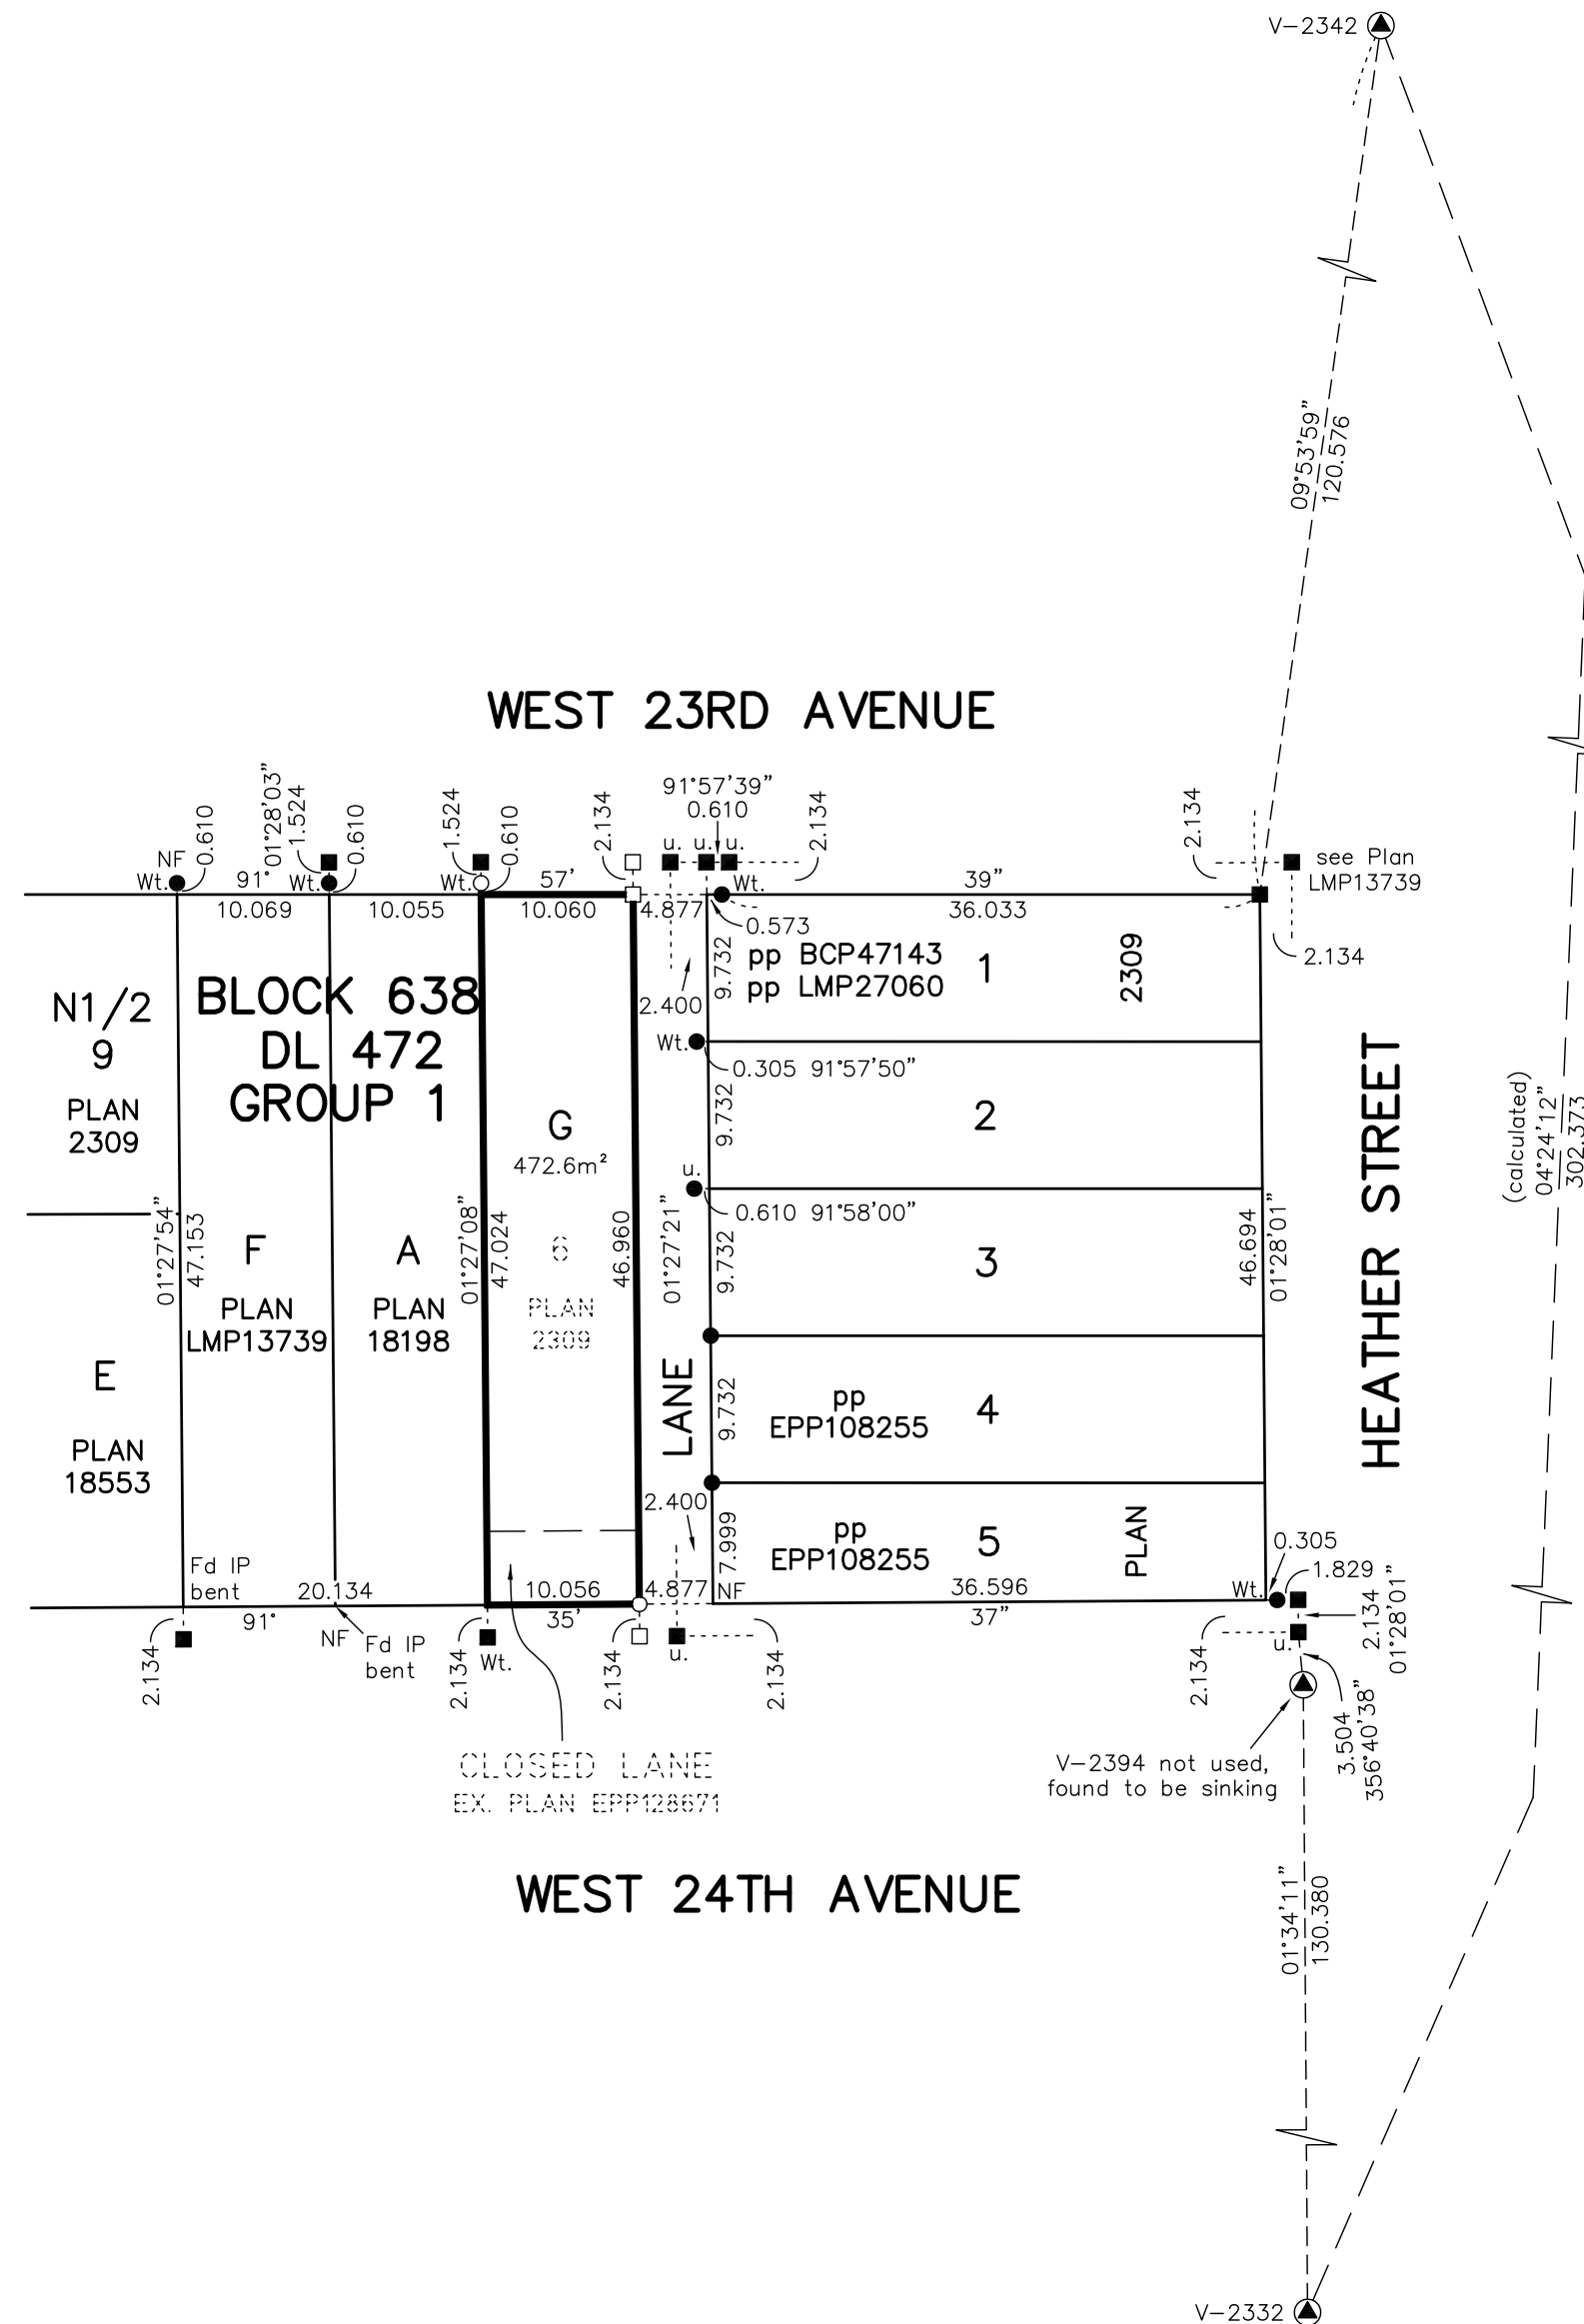 V-2342
09°53'59"
120.576
WEST 23RD AVENUE
91°57'39"
0.610
2.134
2.134
2.134
01°28'03"
1.524
1.524
0.610
0.610
0.610
NF
Wt.
Wt.
Wt.
u.
u.
u.
Wt.
see Plan
LMP13739
2.134
91°
57'
39"
10.069
10.055
10.060
4.877
36.033
0.573
N1/2
9
PLAN
2309
BLOCK 638
DL 472
GROUP 1
G
472.6m²
6
PLAN
2309
pp BCP47143
pp LMP27060
1
2309
9.732
2.400
Wt.
0.305 91°57'50"
2
9.732
u.
0.610 91°58'00"
3
9.732
01°27'54"
47.153
F
PLAN
LMP13739
A
PLAN
18198
01°27'08"
47.024
46.960
01°27'21"
LANE
46.694
01°28'01"
HEATHER STREET
(calculated)
04°24'12"
302.373
E
PLAN
18553
pp
EPP108255
4
9.732
2.400
pp
EPP108255
5
PLAN
7.999
Fd IP
bent
20.134
10.056
4.877
NF
36.596
91°
35'
37"
NF
Fd IP
bent
Wt.
u.
2.134
2.134
2.134
2.134
2.134
Wt.
0.305
1.829
2.134
01°28'01"
u.
3.504
356°40'38"
CLOSED LANE
EX. PLAN EPP128671
V-2394 not used,
found to be sinking
WEST 24TH AVENUE
01°34'11"
130.380
V-2332